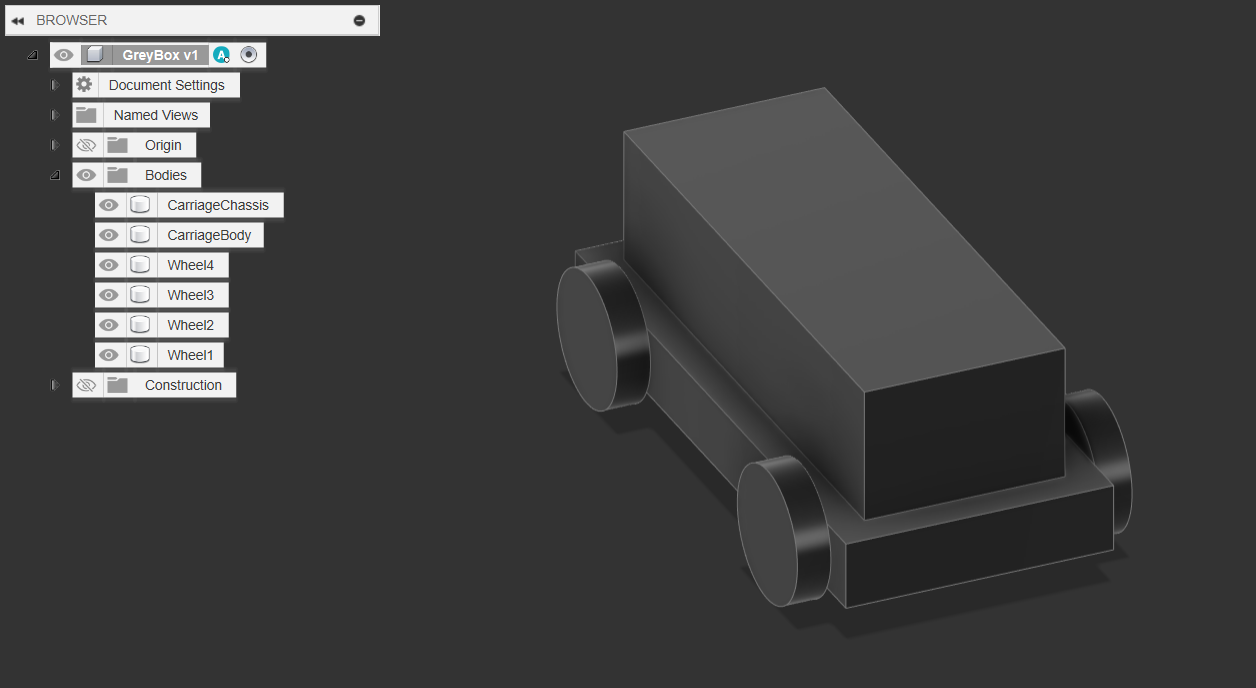 BROWSER
GreyBox v1 A
Document Settings
Named Views
Origin
Bodies
CarriageChassis
CarriageBody
Wheel4
Wheel3
Wheel2
Wheel1
Construction